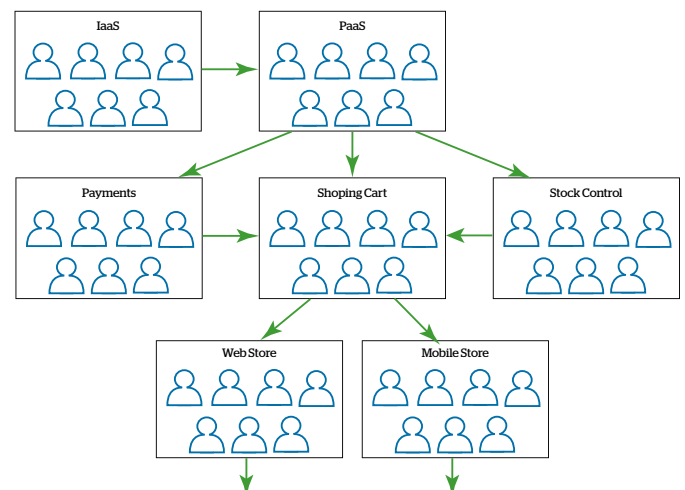 IaaS
PaaS
Payments
Shoping Cart
Stock Control
Web Store
Mobile Store